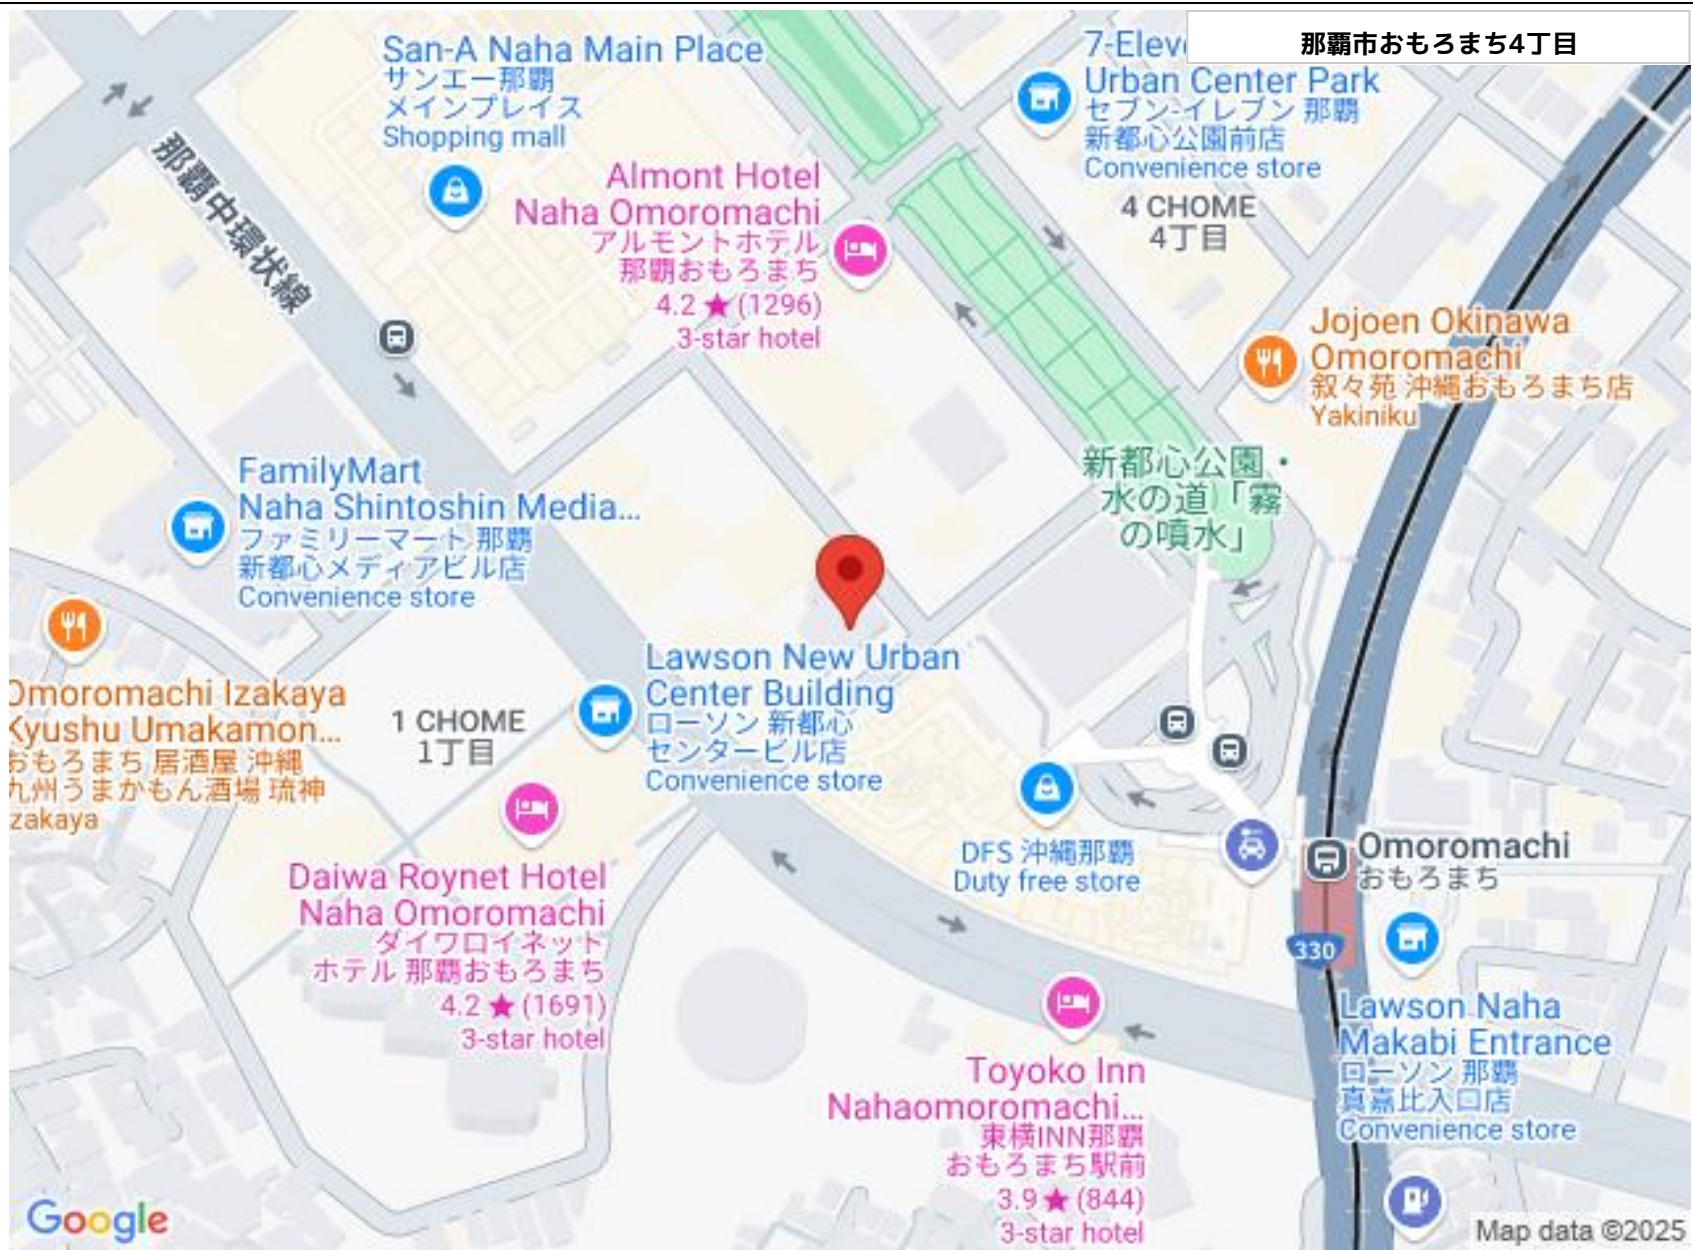 那覇市おもろまち4丁目
San-A Naha Main Place
サンエー那覇
メインプレイス
Shopping mall
Urban Center Park
セブン-イレブン 那覇
新都心公園前店
Convenience store
那覇中環状線
Almont Hotel
Naha Omoromachi
アルモントホテル
那覇おもろまち
4.2 ★ (1296)
3-star hotel
4 CHOME
4丁目
Jojoen Okinawa
Omoromachi
叙々苑 沖縄おもろまち店
Yakiniku
新都心公園・
水の道「霧
の噴水」
FamilyMart
Naha Shintoshin Media...
ファミリーマート 那覇
新都心メディアビル店
Convenience store
Omoromachi Izakaya
Kyushu Umakamon...
おもろまち 居酒屋 沖縄
九州うまかもん酒場 琉神
zakaya
1 CHOME
1丁目
Lawson New Urban
Center Building
ローソン 新都心
センタービル店
Convenience store
Daiwa Roynet Hotel
Naha Omoromachi
ダイワロイネット
ホテル 那覇おもろまち
4.2 ★ (1691)
3-star hotel
DFS 沖縄那覇
Duty free store
Omoromachi
おもろまち
330
Lawson Naha
Makabi Entrance
ローソン 那覇
真嘉比入口店
Convenience store
Toyoko Inn
Nahaomoromachi...
東横INN那覇
おもろまち駅前
3.9 ★ (844)
3-star hotel
Google
Map data ©2025